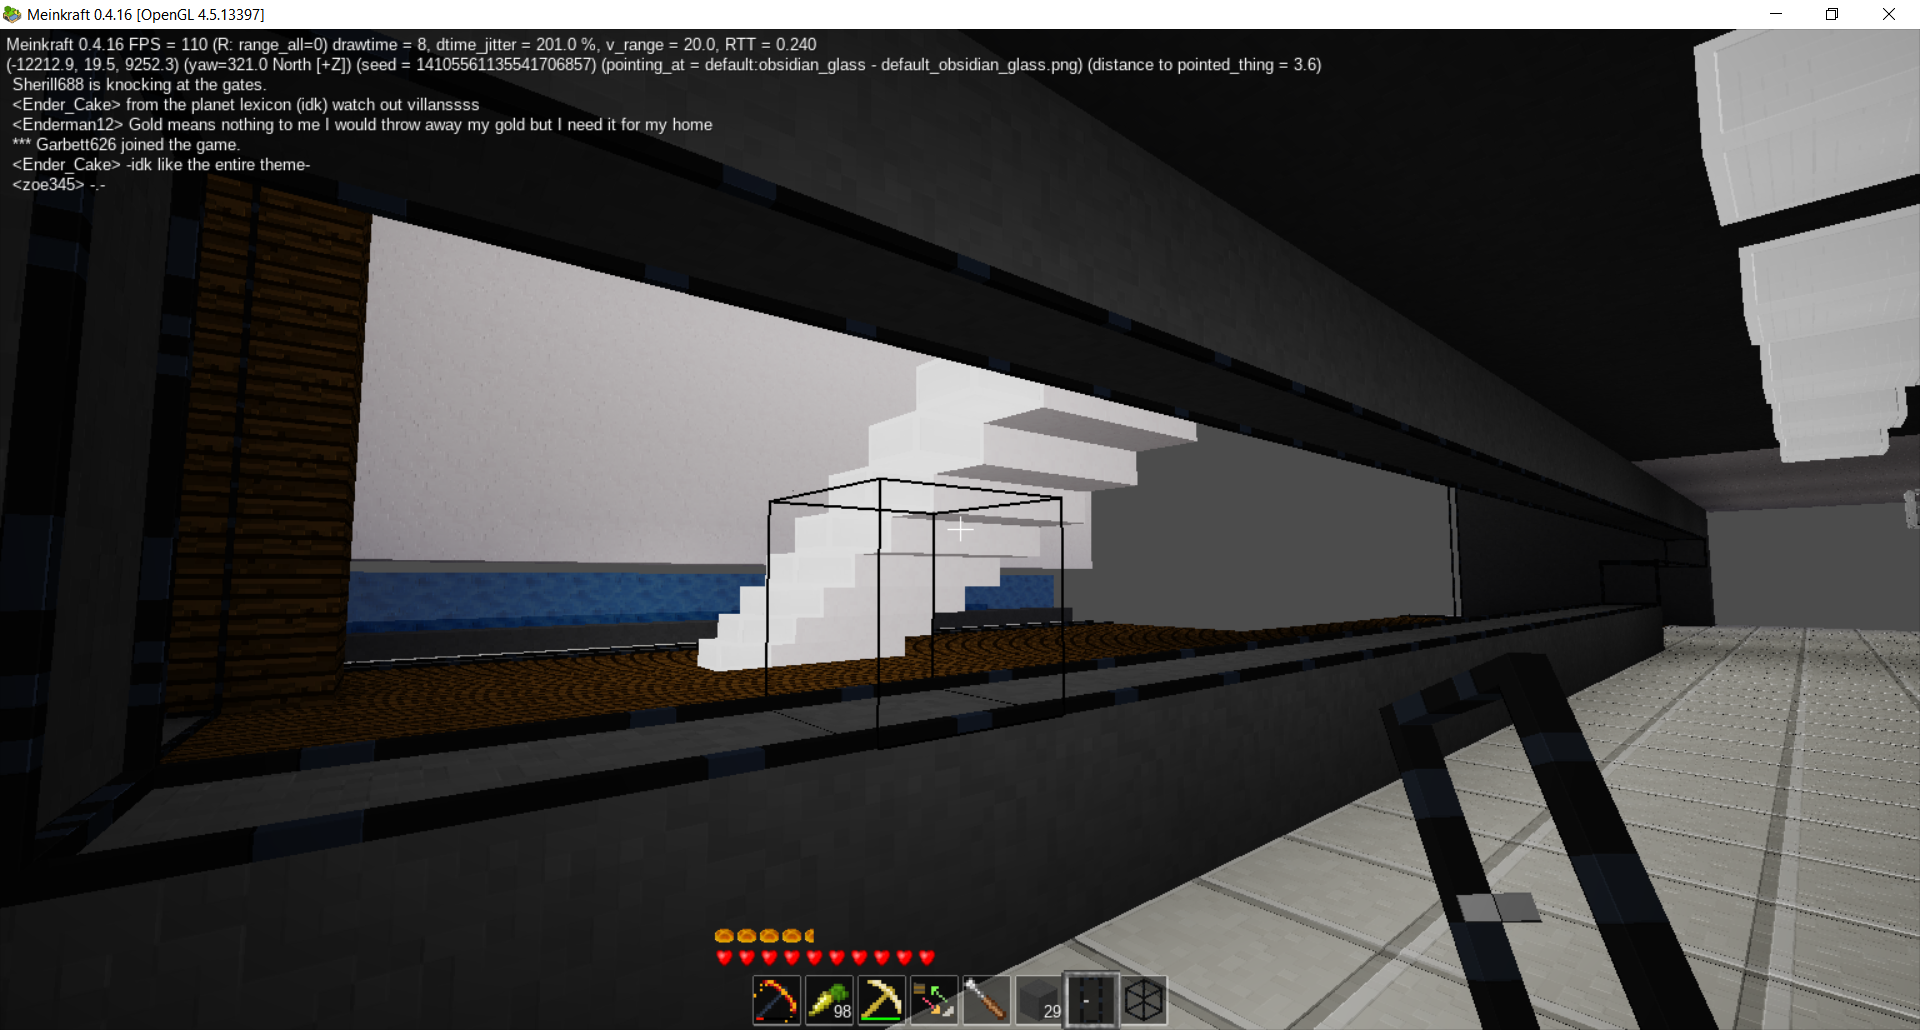 Meinkraft 0.4.16 [OpenGL 4.5.13397]
Meinkraft 0.4.16 FPS = 110 (R: range_all=0) drawtime = 8, dtime_jitter = 201.0 %, v_range = 20.0, RTT = 0.240
(-12212.9, 19.5, 9252.3) (yaw=321.0 North [+Z]) (seed = 14105561135541706857) (pointing_at = default:obsidian_glass - default_obsidian_glass.png) (distance to pointed_thing = 3.6)
Sherill688 is knocking at the gates.
<Ender_Cake> from the planet lexicon (idk) watch out villanssss
<Enderman12> Gold means nothing to me I would throw away my gold but I need it for my home
*** Garbett626 joined the game.
<Ender_Cake> -idk like the entire theme-
<zoe345> -.-
98
29